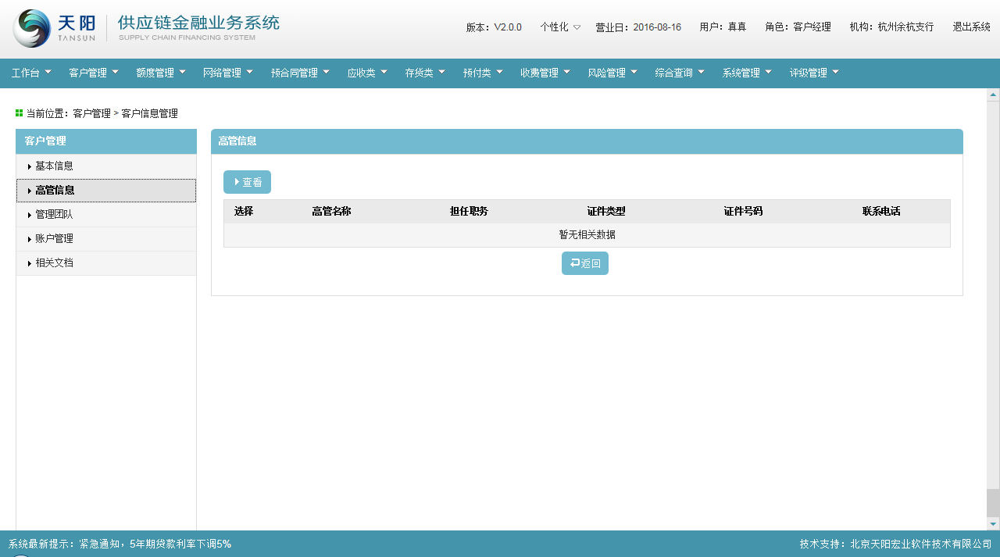 天阳 TANSUN 供应链金融业务系统 SUPPLY CHAIN FINANCING SYSTEM
版本：V2.0.0 个性化 营业日：2016-08-16 用户：真真 角色：客户经理 机构：杭州余杭支行 退出系统
工作台 客户管理 额度管理 网络管理 预合同管理 应收类 存货类 预付类 收费管理 风险管理 综合查询 系统管理 评级管理
当前位置：客户管理 > 客户信息管理
客户管理
基本信息
高管信息
管理团队
账户管理
相关文档
高管信息
查看
选择 高管名称 担任职务 证件类型 证件号码 联系电话
暂无相关数据
返回
系统最新提示：紧急通知，5年期贷款利率下调5% 技术支持：北京天阳宏业软件技术有限公司